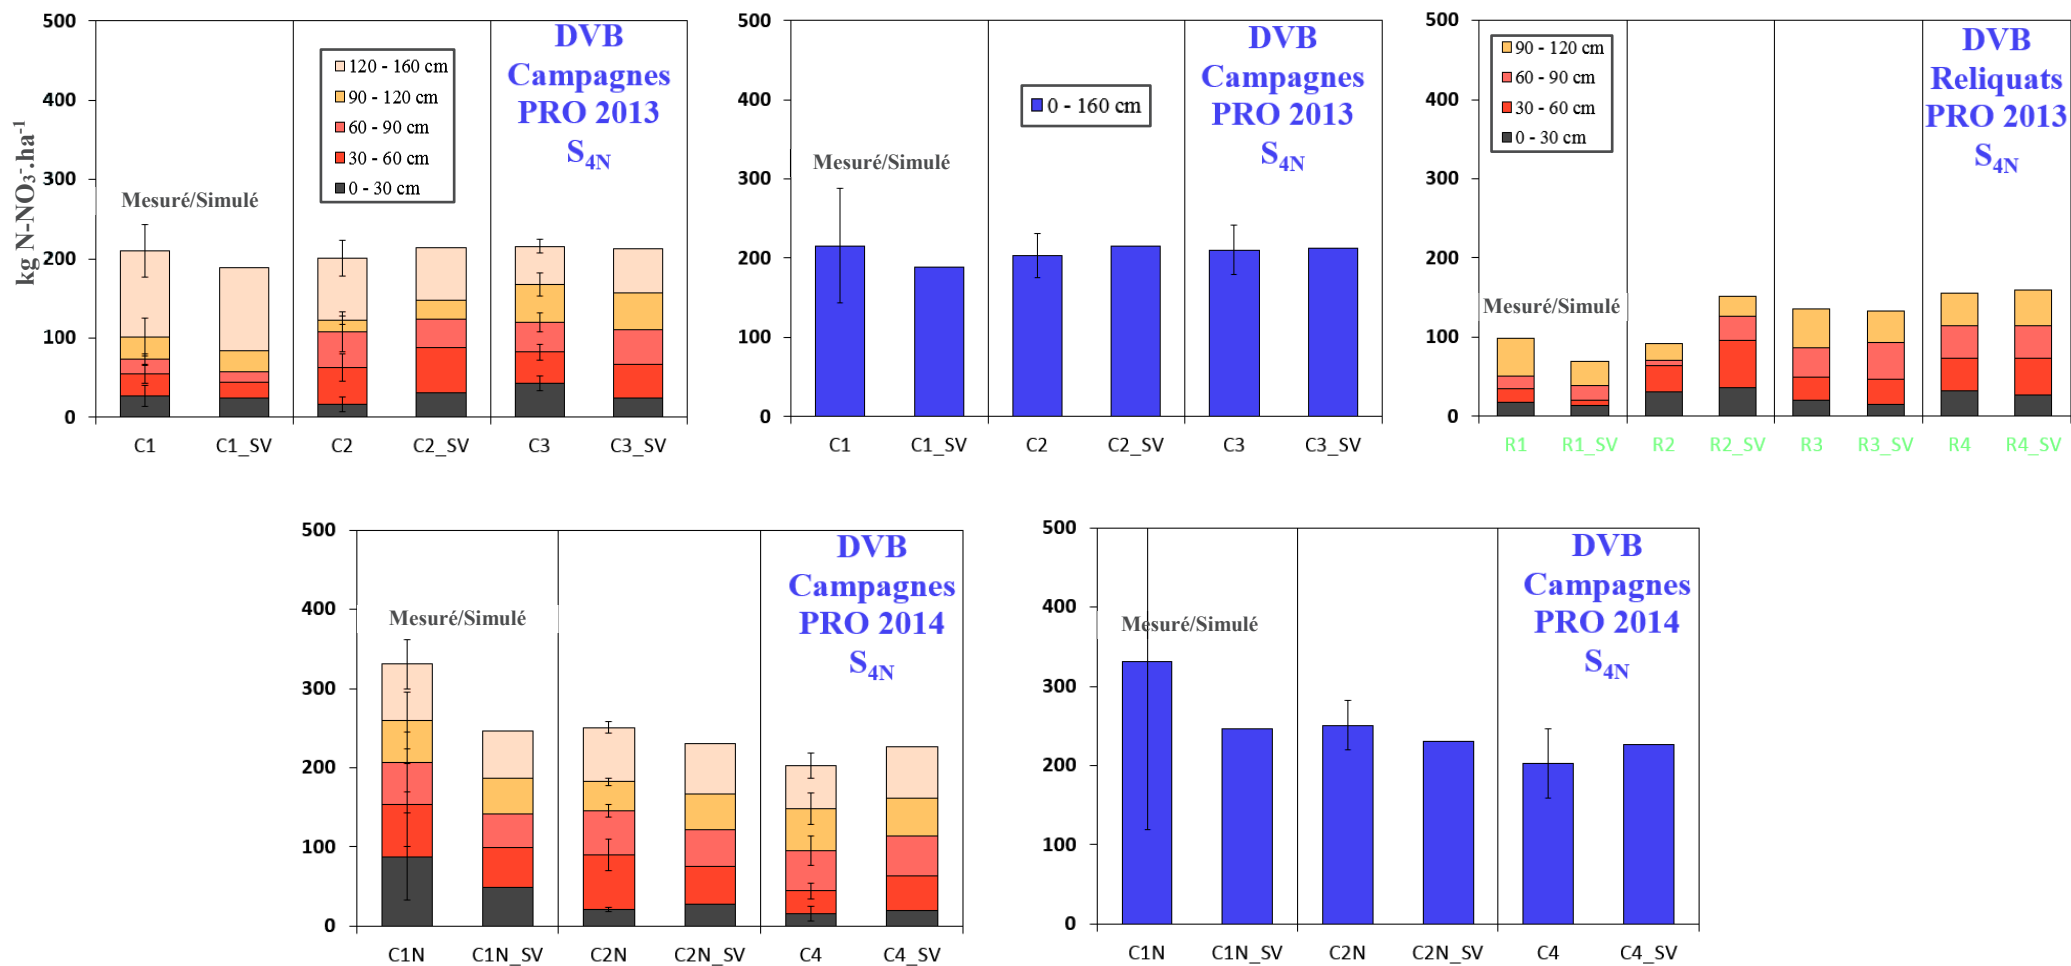 kg N-NO3-.ha-1
500
400
300
200
100
0
120 - 160 cm
90 - 120 cm
60 - 90 cm
30 - 60 cm
0 - 30 cm
DVB
Campagnes
PRO 2013
S4N
Mesuré/Simulé
C1 C1_SV C2 C2_SV C3 C3_SV
500
400
300
200
100
0
0 - 160 cm
DVB
Campagnes
PRO 2013
S4N
Mesuré/Simulé
C1 C1_SV C2 C2_SV C3 C3_SV
500
400
300
200
100
0
90 - 120 cm
60 - 90 cm
30 - 60 cm
0 - 30 cm
DVB
Reliquats
PRO 2013
S4N
Mesuré/Simulé
R1 R1_SV R2 R2_SV R3 R3_SV R4 R4_SV
500
400
300
200
100
0
DVB
Campagnes
PRO 2014
S4N
Mesuré/Simulé
C1N C1N_SV C2N C2N_SV C4 C4_SV
500
400
300
200
100
0
DVB
Campagnes
PRO 2014
S4N
Mesuré/Simulé
C1N C1N_SV C2N C2N_SV C4 C4_SV